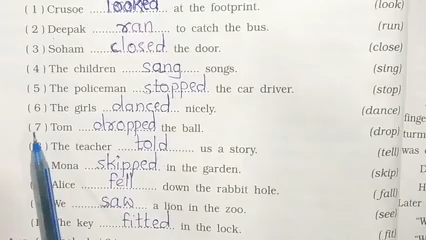 (1) Crusoe ...looked... at the footprint. (look)
(2) Deepak ...ran... to catch the bus. (run)
(3) Soham ...closed... the door. (close)
(4) The children ...sang... songs. (sing)
(5) The policeman ...stopped... the car driver. (stop)
(6) The girls ...danced... nicely. (dance)
(7) Tom ...dropped... the ball. (drop)
The teacher ...told... us a story. (tell)
Mona ...skipped... in the garden. (skip)
Alice ...fell... down the rabbit hole. (fall)
We ...saw... a lion in the zoo. (see)
The key ...fitted... in the lock. (fit)
turm
was
Later